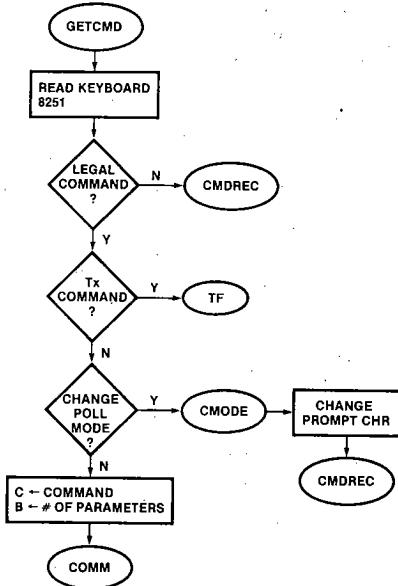 GETCMD
READ KEYBOARD
8251
LEGAL
COMMAND
?
N
CMDREC
Y
Tx
COMMAND
?
Y
TF
N
CHANGE
POLL
MODE
?
Y
CMODE
CHANGE
PROMPT CHR
CMDREC
N
C ← COMMAND
B ← # OF PARAMETERS
COMM